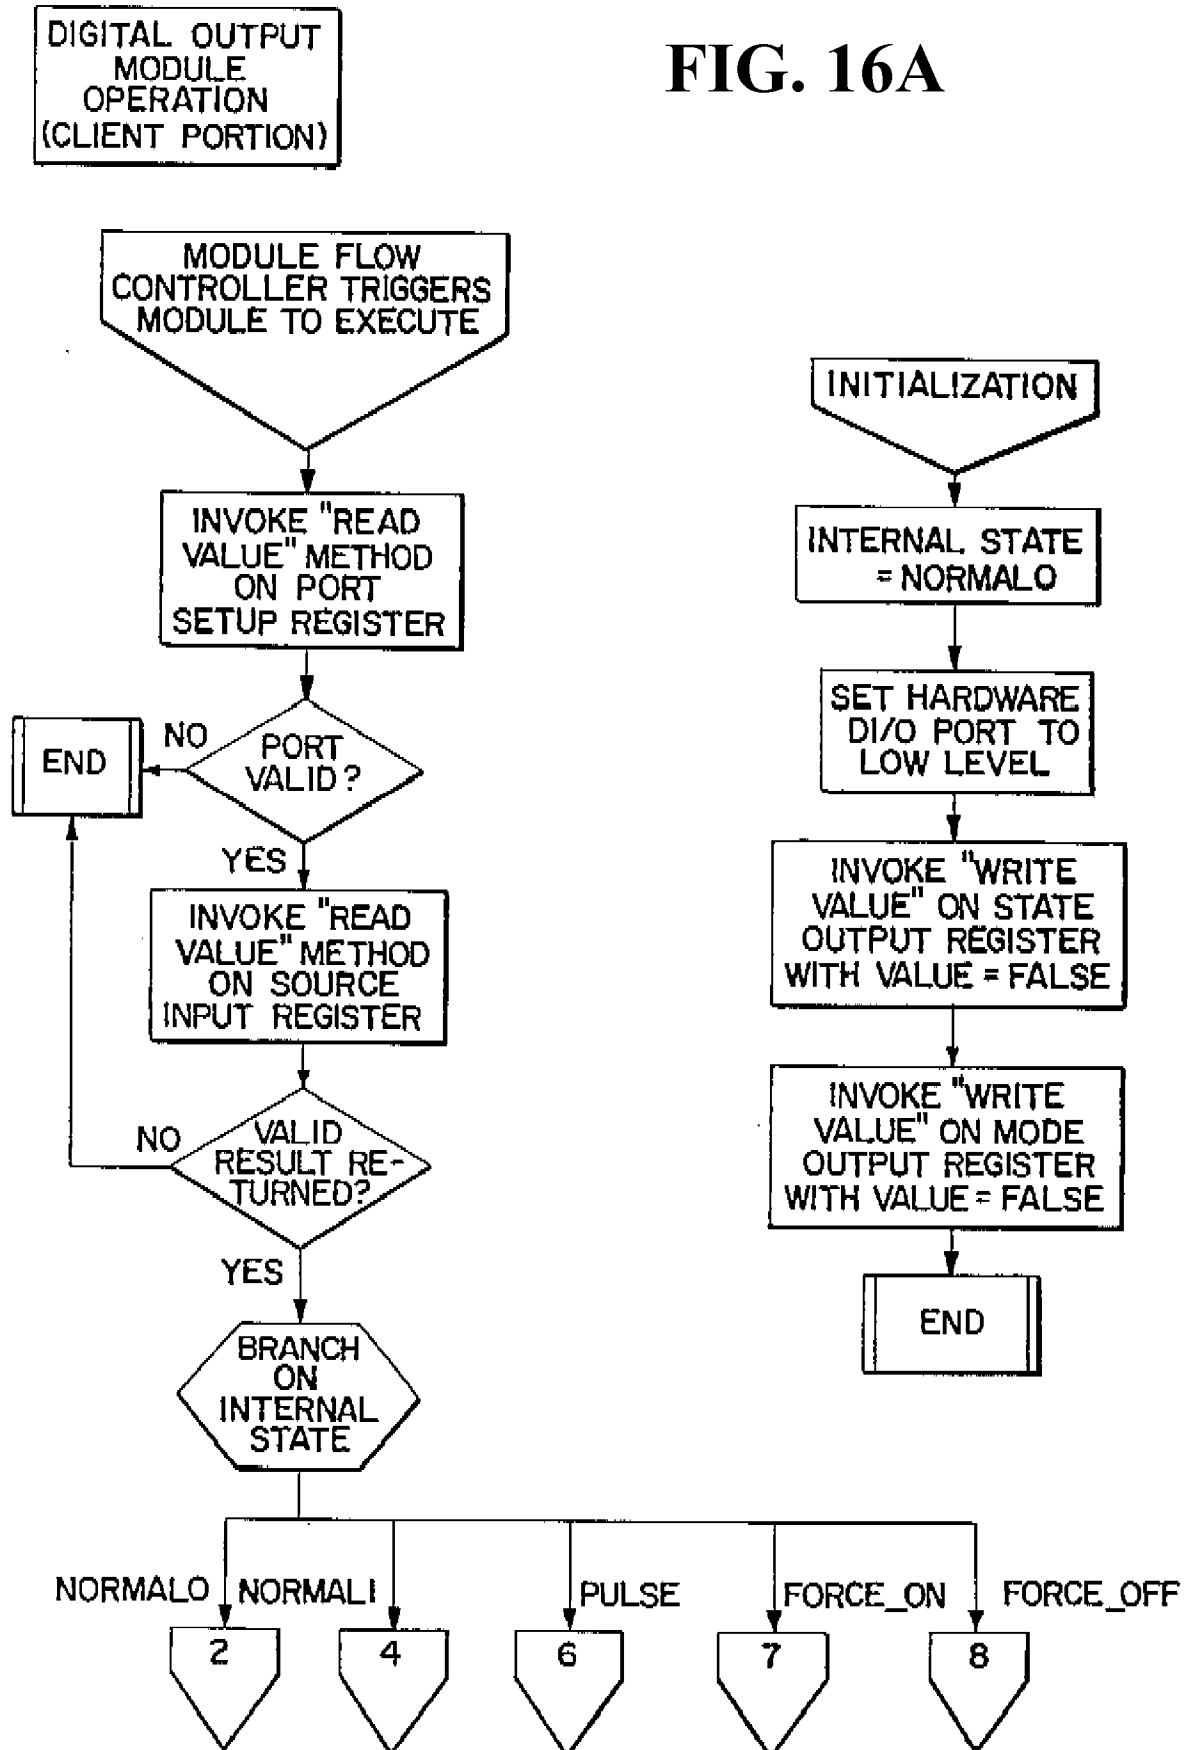 DIGITAL OUTPUT
MODULE
OPERATION
(CLIENT PORTION)
FIG. 16A
MODULE FLOW
CONTROLLER TRIGGERS
MODULE TO EXECUTE
INVOKE "READ
VALUE" METHOD
ON PORT
SETUP REGISTER
PORT
VALID?
NO
END
YES
INVOKE "READ
VALUE" METHOD
ON SOURCE
INPUT REGISTER
VALID
RESULT RE-
TURNED?
NO
YES
BRANCH
ON
INTERNAL
STATE
NORMALO
NORMALI
PULSE
FORCE_ON
FORCE_OFF
2
4
6
7
8
INITIALIZATION
INTERNAL STATE
= NORMALO
SET HARDWARE
DI/O PORT TO
LOW LEVEL
INVOKE "WRITE
VALUE" ON STATE
OUTPUT REGISTER
WITH VALUE = FALSE
INVOKE "WRITE
VALUE" ON MODE
OUTPUT REGISTER
WITH VALUE = FALSE
END